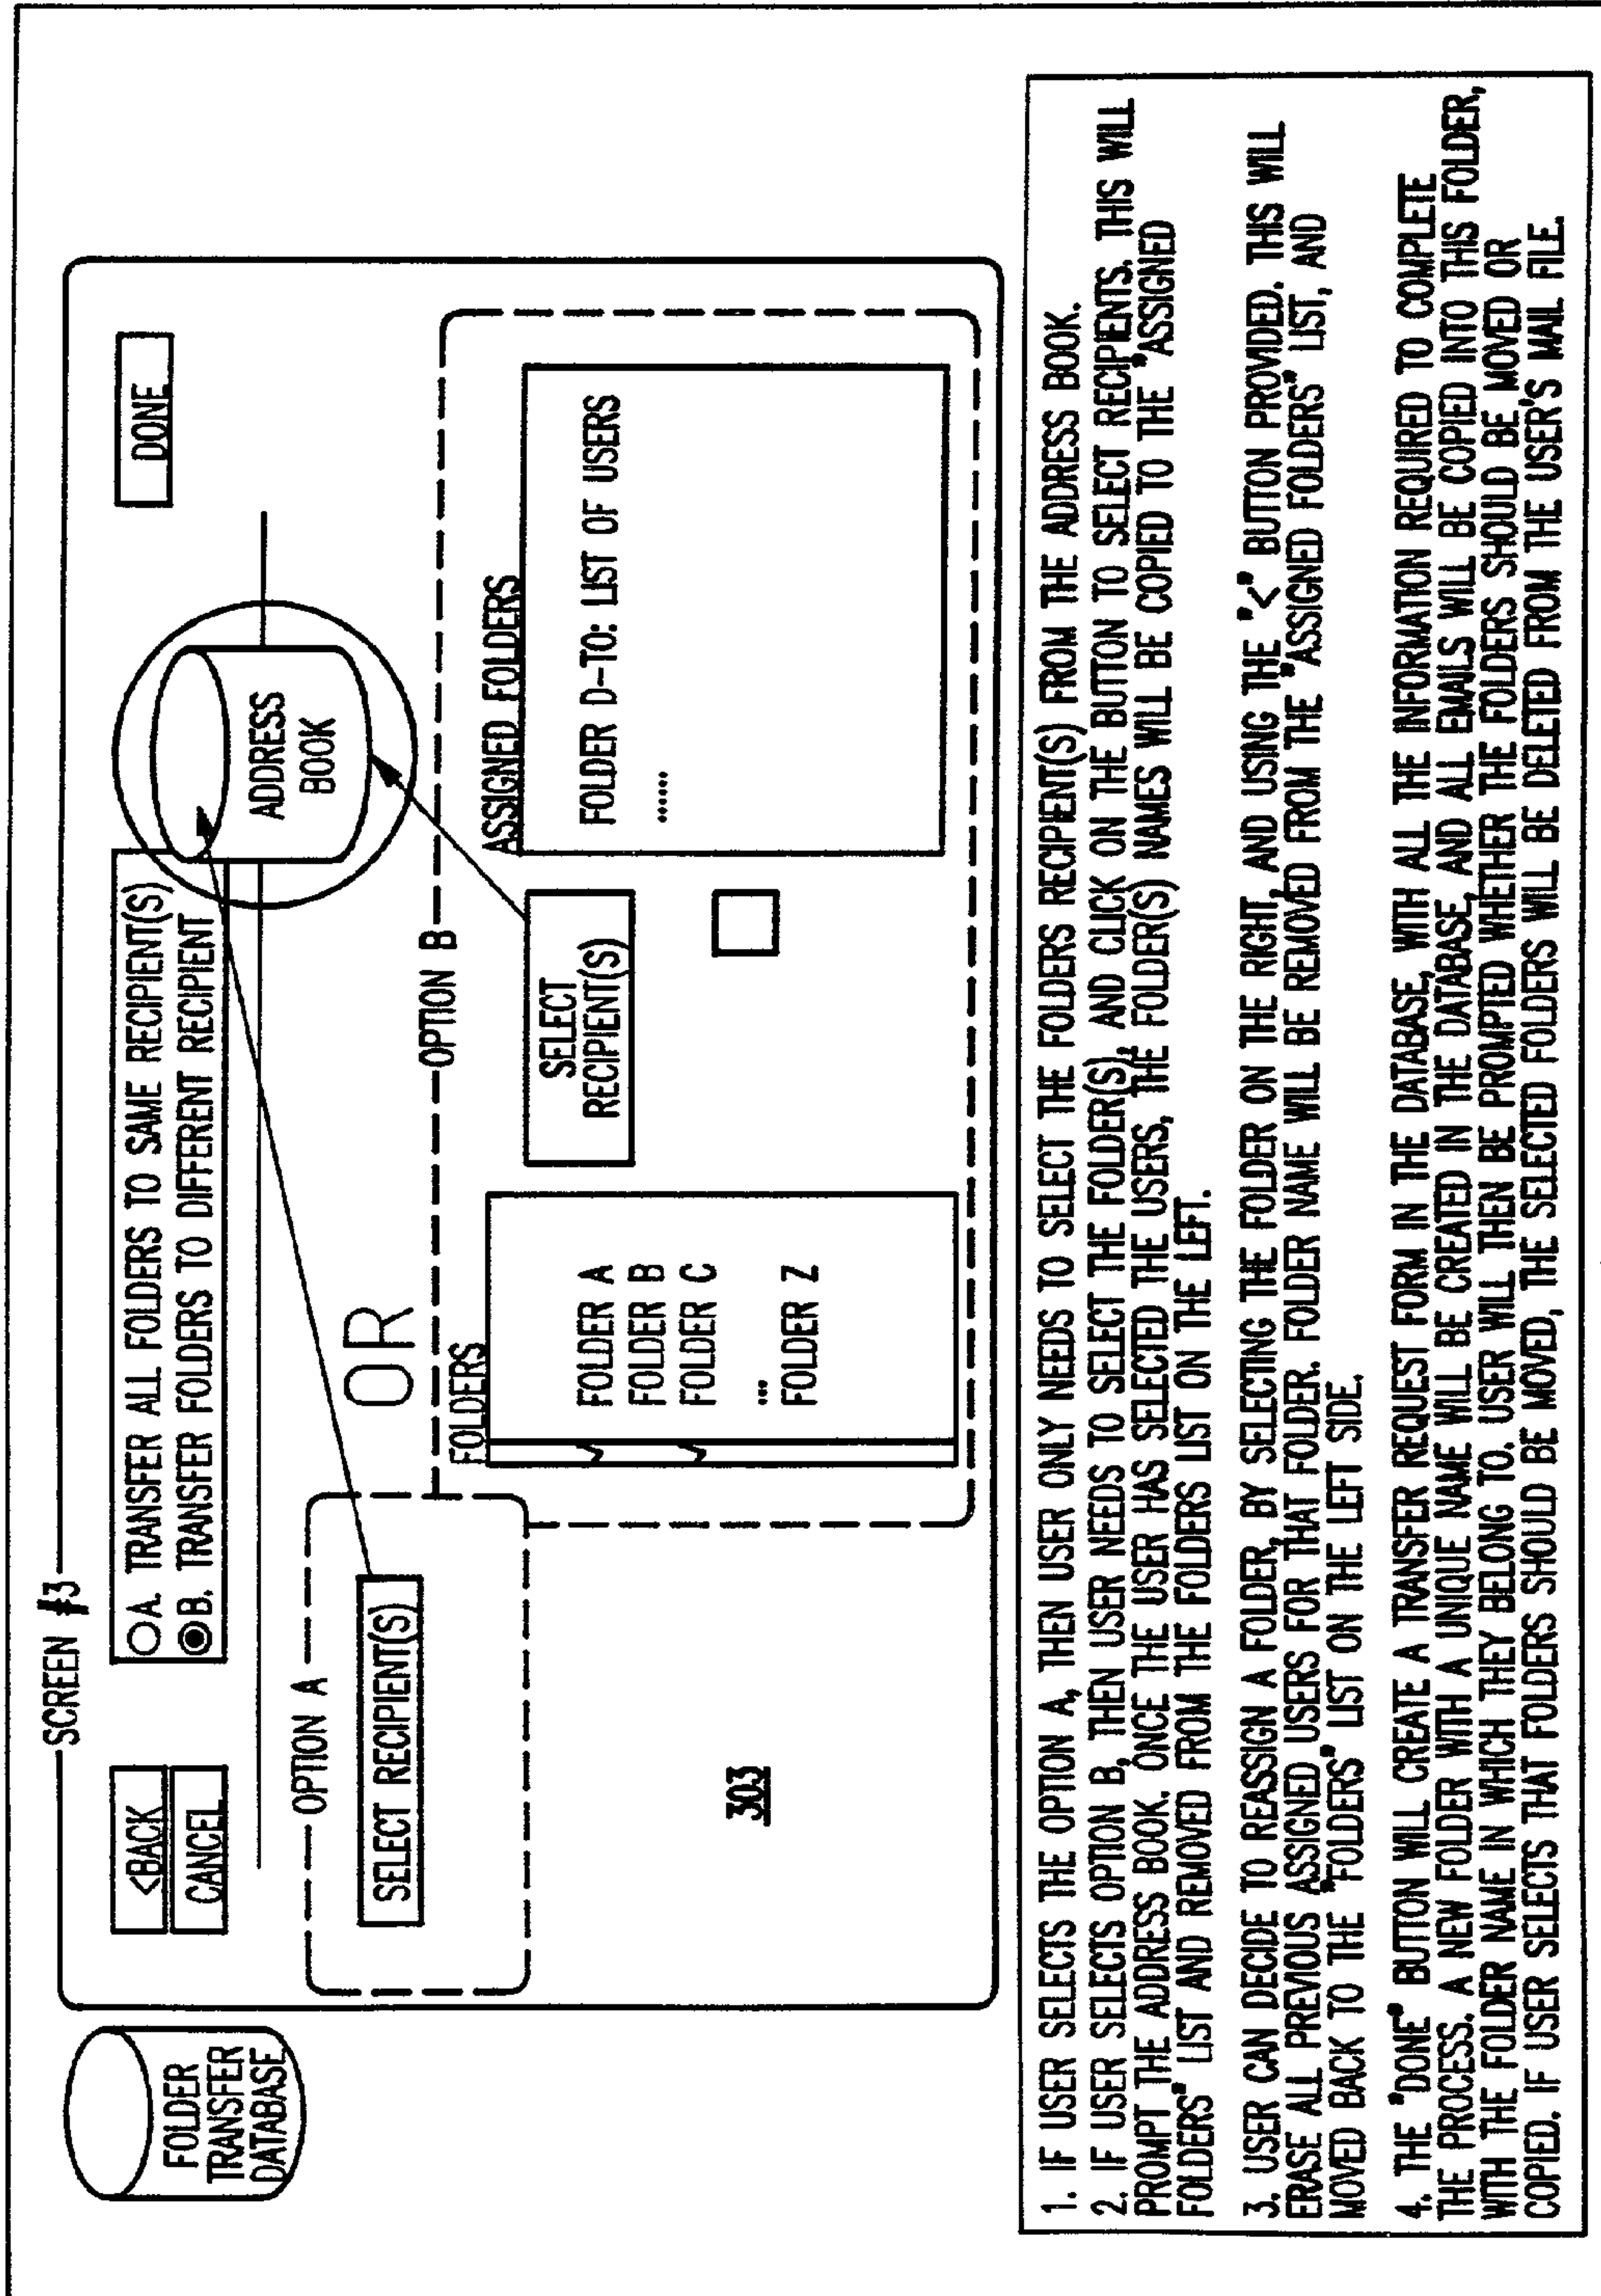 FOLDER
TRANSFER
DATABASE
SCREEN #3
<BACK
CANCEL
A. TRANSFER ALL FOLDERS TO SAME RECIPIENT(S)
B. TRANSFER FOLDERS TO DIFFERENT RECIPIENT
DONE
ADDRESS
BOOK
OPTION A
SELECT RECIPIENT(S)
OR
OPTION B
FOLDERS
FOLDER A
FOLDER B
FOLDER C
...
FOLDER Z
SELECT
RECIPIENT(S)
ASSIGNED FOLDERS
FOLDER D-TO: LIST OF USERS
......
303
1. IF USER SELECTS THE OPTION A, THEN USER ONLY NEEDS TO SELECT THE FOLDERS RECIPIENT(S) FROM THE ADDRESS BOOK.
2. IF USER SELECTS OPTION B, THEN USER NEEDS TO SELECT THE FOLDER(S), AND CLICK ON THE BUTTON TO SELECT RECIPIENTS. THIS WILL
PROMPT THE ADDRESS BOOK. ONCE THE USER HAS SELECTED THE USERS, THE FOLDER(S) NAMES WILL BE COPIED TO THE "ASSIGNED
FOLDERS" LIST AND REMOVED FROM THE FOLDERS LIST ON THE LEFT.
3. USER CAN DECIDE TO REASSIGN A FOLDER, BY SELECTING THE FOLDER ON THE RIGHT, AND USING THE "<" BUTTON PROVIDED. THIS WILL
ERASE ALL PREVIOUS ASSIGNED USERS FOR THAT FOLDER. FOLDER NAME WILL BE REMOVED FROM THE "ASSIGNED FOLDERS" LIST, AND
MOVED BACK TO THE "FOLDERS" LIST ON THE LEFT SIDE.
4. THE "DONE" BUTTON WILL CREATE A TRANSFER REQUEST FORM IN THE DATABASE, WITH ALL THE INFORMATION REQUIRED TO COMPLETE
THE PROCESS. A NEW FOLDER WITH A UNIQUE NAME WILL BE CREATED IN THE DATABASE, AND ALL EMAILS WILL BE COPIED INTO THIS FOLDER,
WITH THE FOLDER NAME IN WHICH THEY BELONG TO. USER WILL THEN BE PROMPTED WHETHER THE FOLDERS SHOULD BE MOVED OR
COPIED. IF USER SELECTS THAT FOLDERS SHOULD BE MOVED, THE SELECTED FOLDERS WILL BE DELETED FROM THE USER'S MAIL FILE.